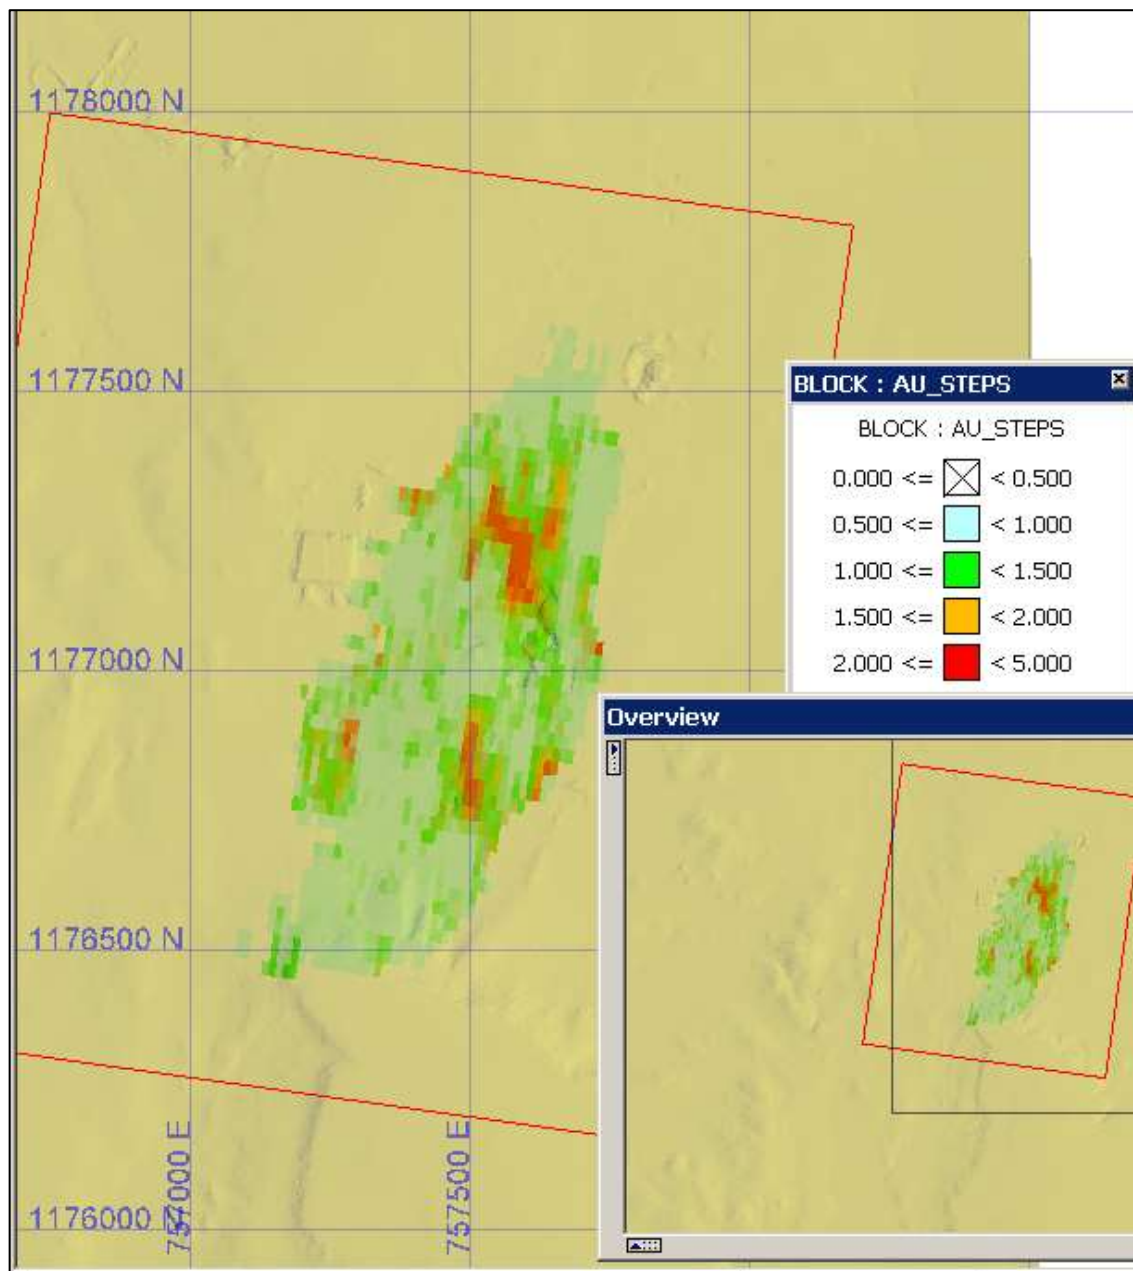 1178000 N
1177500 N
BLOCK : AU_STEPS
BLOCK : AU_STEPS
0.000 <= < 0.500
0.500 <= < 1.000
1.000 <= < 1.500
1.500 <= < 2.000
2.000 <= < 5.000
1177000 N
Overview
1176500 N
757000 E
757500 E
1176000 N